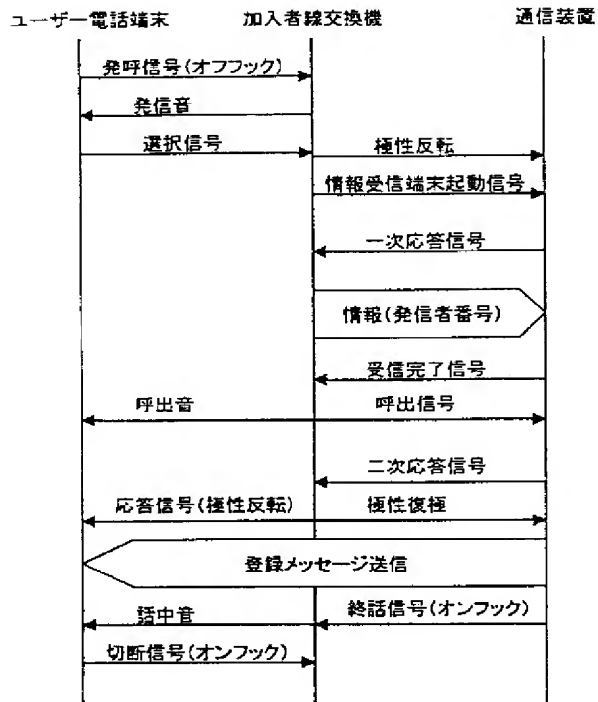 ユーザー電話端末 加入者線交換機 通信装置
発呼信号(オフフック)
発信音
選択信号 極性反転
情報受信端末起動信号
一次応答信号
情報(発信者番号)
受信完了信号
呼出音 呼出信号
二次応答信号
応答信号(極性反転) 極性復極
登録メッセージ送信
話中音 終話信号(オンフック)
切断信号(オンフック)